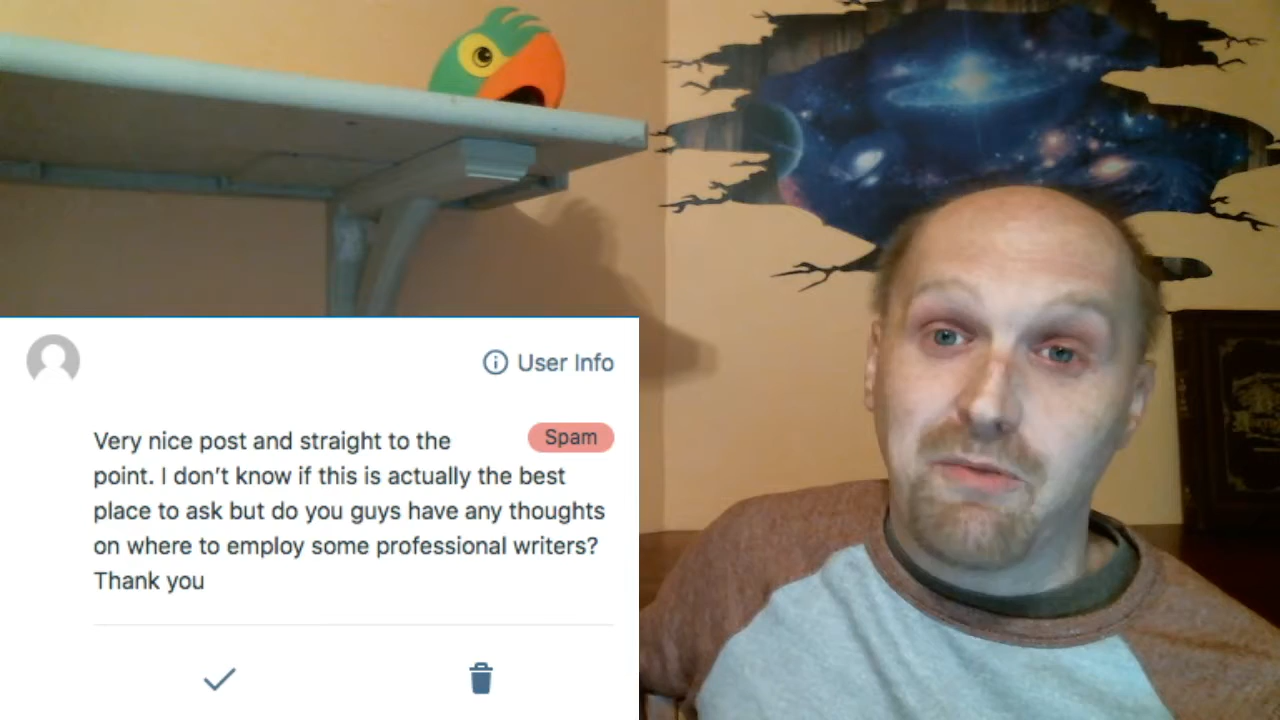 User Info
Very nice post and straight to the
Spam
point. I don’t know if this is actually the best
place to ask but do you guys have any thoughts
on where to employ some professional writers?
Thank you